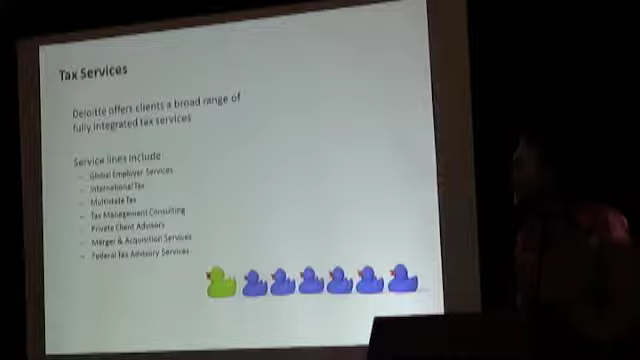 Tax Services
Deloitte offers clients a broad range of
fully integrated tax services
Service lines include
– Global Employer Services
– International Tax
– Multistate Tax
– Tax Management Consulting
– Private Client Advisors
– Merger & Acquisition Services
– Federal Tax Advisory Services